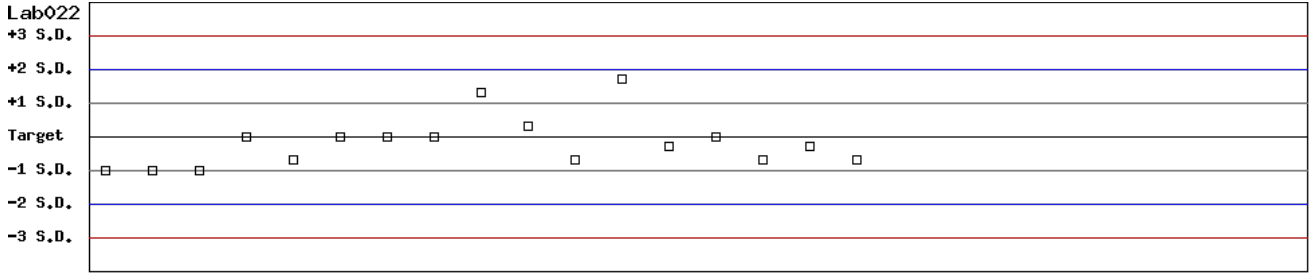 Lab022
+3 S.D.
+2 S.D.
+1 S.D.
Target
-1 S.D.
-2 S.D.
-3 S.D.